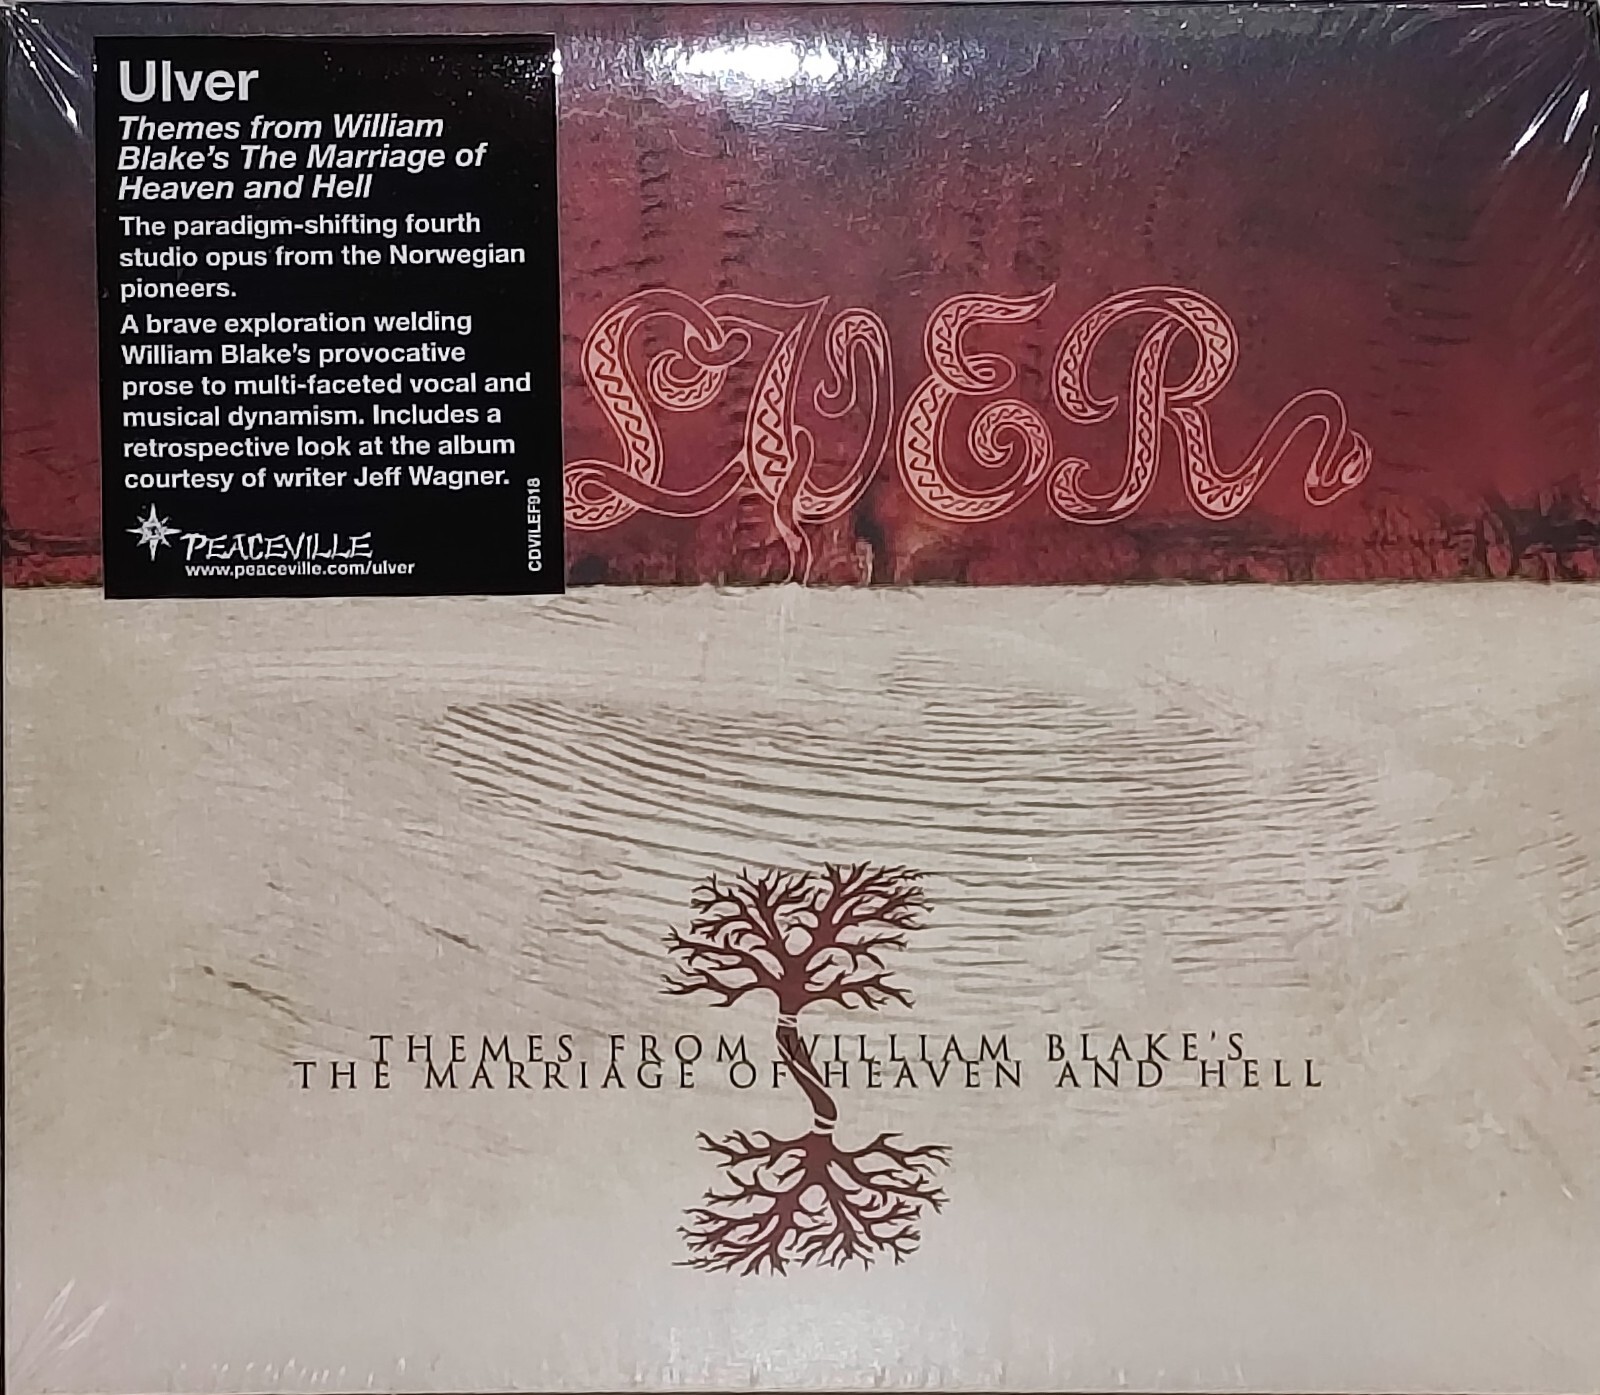 Ulver
Themes from William
Blake's The Marriage of
Heaven and Hell
The paradigm-shifting fourth
studio opus from the Norwegian
pioneers.
A brave exploration welding
William Blake's provocative
prose to multi-faceted vocal and
musical dynamism. Includes a
retrospective look at the album
courtesy of writer Jeff Wagner.
PEACEVILLE
www.peaceville.com/ulver
CDVILEF918
LVER
THEMES FROM WILLIAM BLAKE'S
THE MARRIAGE OF HEAVEN AND HELL